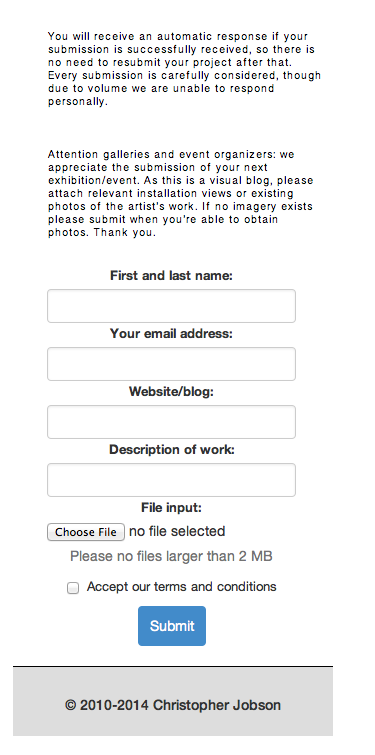 You will receive an automatic response if your
submission is successfully received, so there is
no need to resubmit your project after that.
Every submission is carefully considered, though
due to volume we are unable to respond
personally.
Attention galleries and event organizers: we
appreciate the submission of your next
exhibition/event. As this is a visual blog, please
attach relevant installation views or existing
photos of the artist's work. If no imagery exists
please submit when you're able to obtain
photos. Thank you.
First and last name:
Your email address:
Website/blog:
Description of work:
File input:
Choose File no file selected
Please no files larger than 2 MB
Accept our terms and conditions
Submit
© 2010-2014 Christopher Jobson